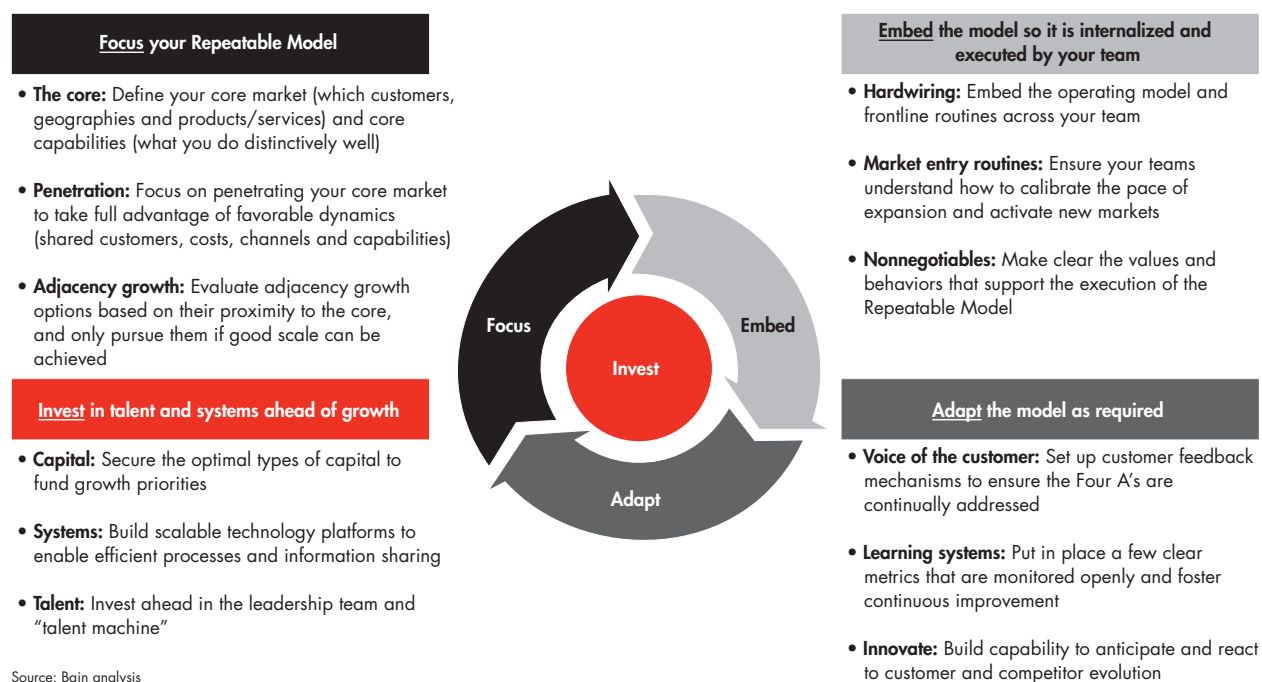 Focus your Repeatable Model
• The core: Define your core market (which customers,
geographies and products/services) and core
capabilities (what you do distinctively well)
• Penetration: Focus on penetrating your core market
to take full advantage of favorable dynamics
(shared customers, costs, channels and capabilities)
• Adjacency growth: Evaluate adjacency growth
options based on their proximity to the core,
and only pursue them if good scale can be
achieved
Invest in talent and systems ahead of growth
• Capital: Secure the optimal types of capital to
fund growth priorities
• Systems: Build scalable technology platforms to
enable efficient processes and information sharing
• Talent: Invest ahead in the leadership team and
“talent machine”
Source: Bain analysis
Focus
Embed
Invest
Adapt
Embed the model so it is internalized and
executed by your team
• Hardwiring: Embed the operating model and
frontline routines across your team
• Market entry routines: Ensure your teams
understand how to calibrate the pace of
expansion and activate new markets
• Nonnegotiables: Make clear the values and
behaviors that support the execution of the
Repeatable Model
Adapt the model as required
• Voice of the customer: Set up customer feedback
mechanisms to ensure the Four A’s are
continually addressed
• Learning systems: Put in place a few clear
metrics that are monitored openly and foster
continuous improvement
• Innovate: Build capability to anticipate and react
to customer and competitor evolution